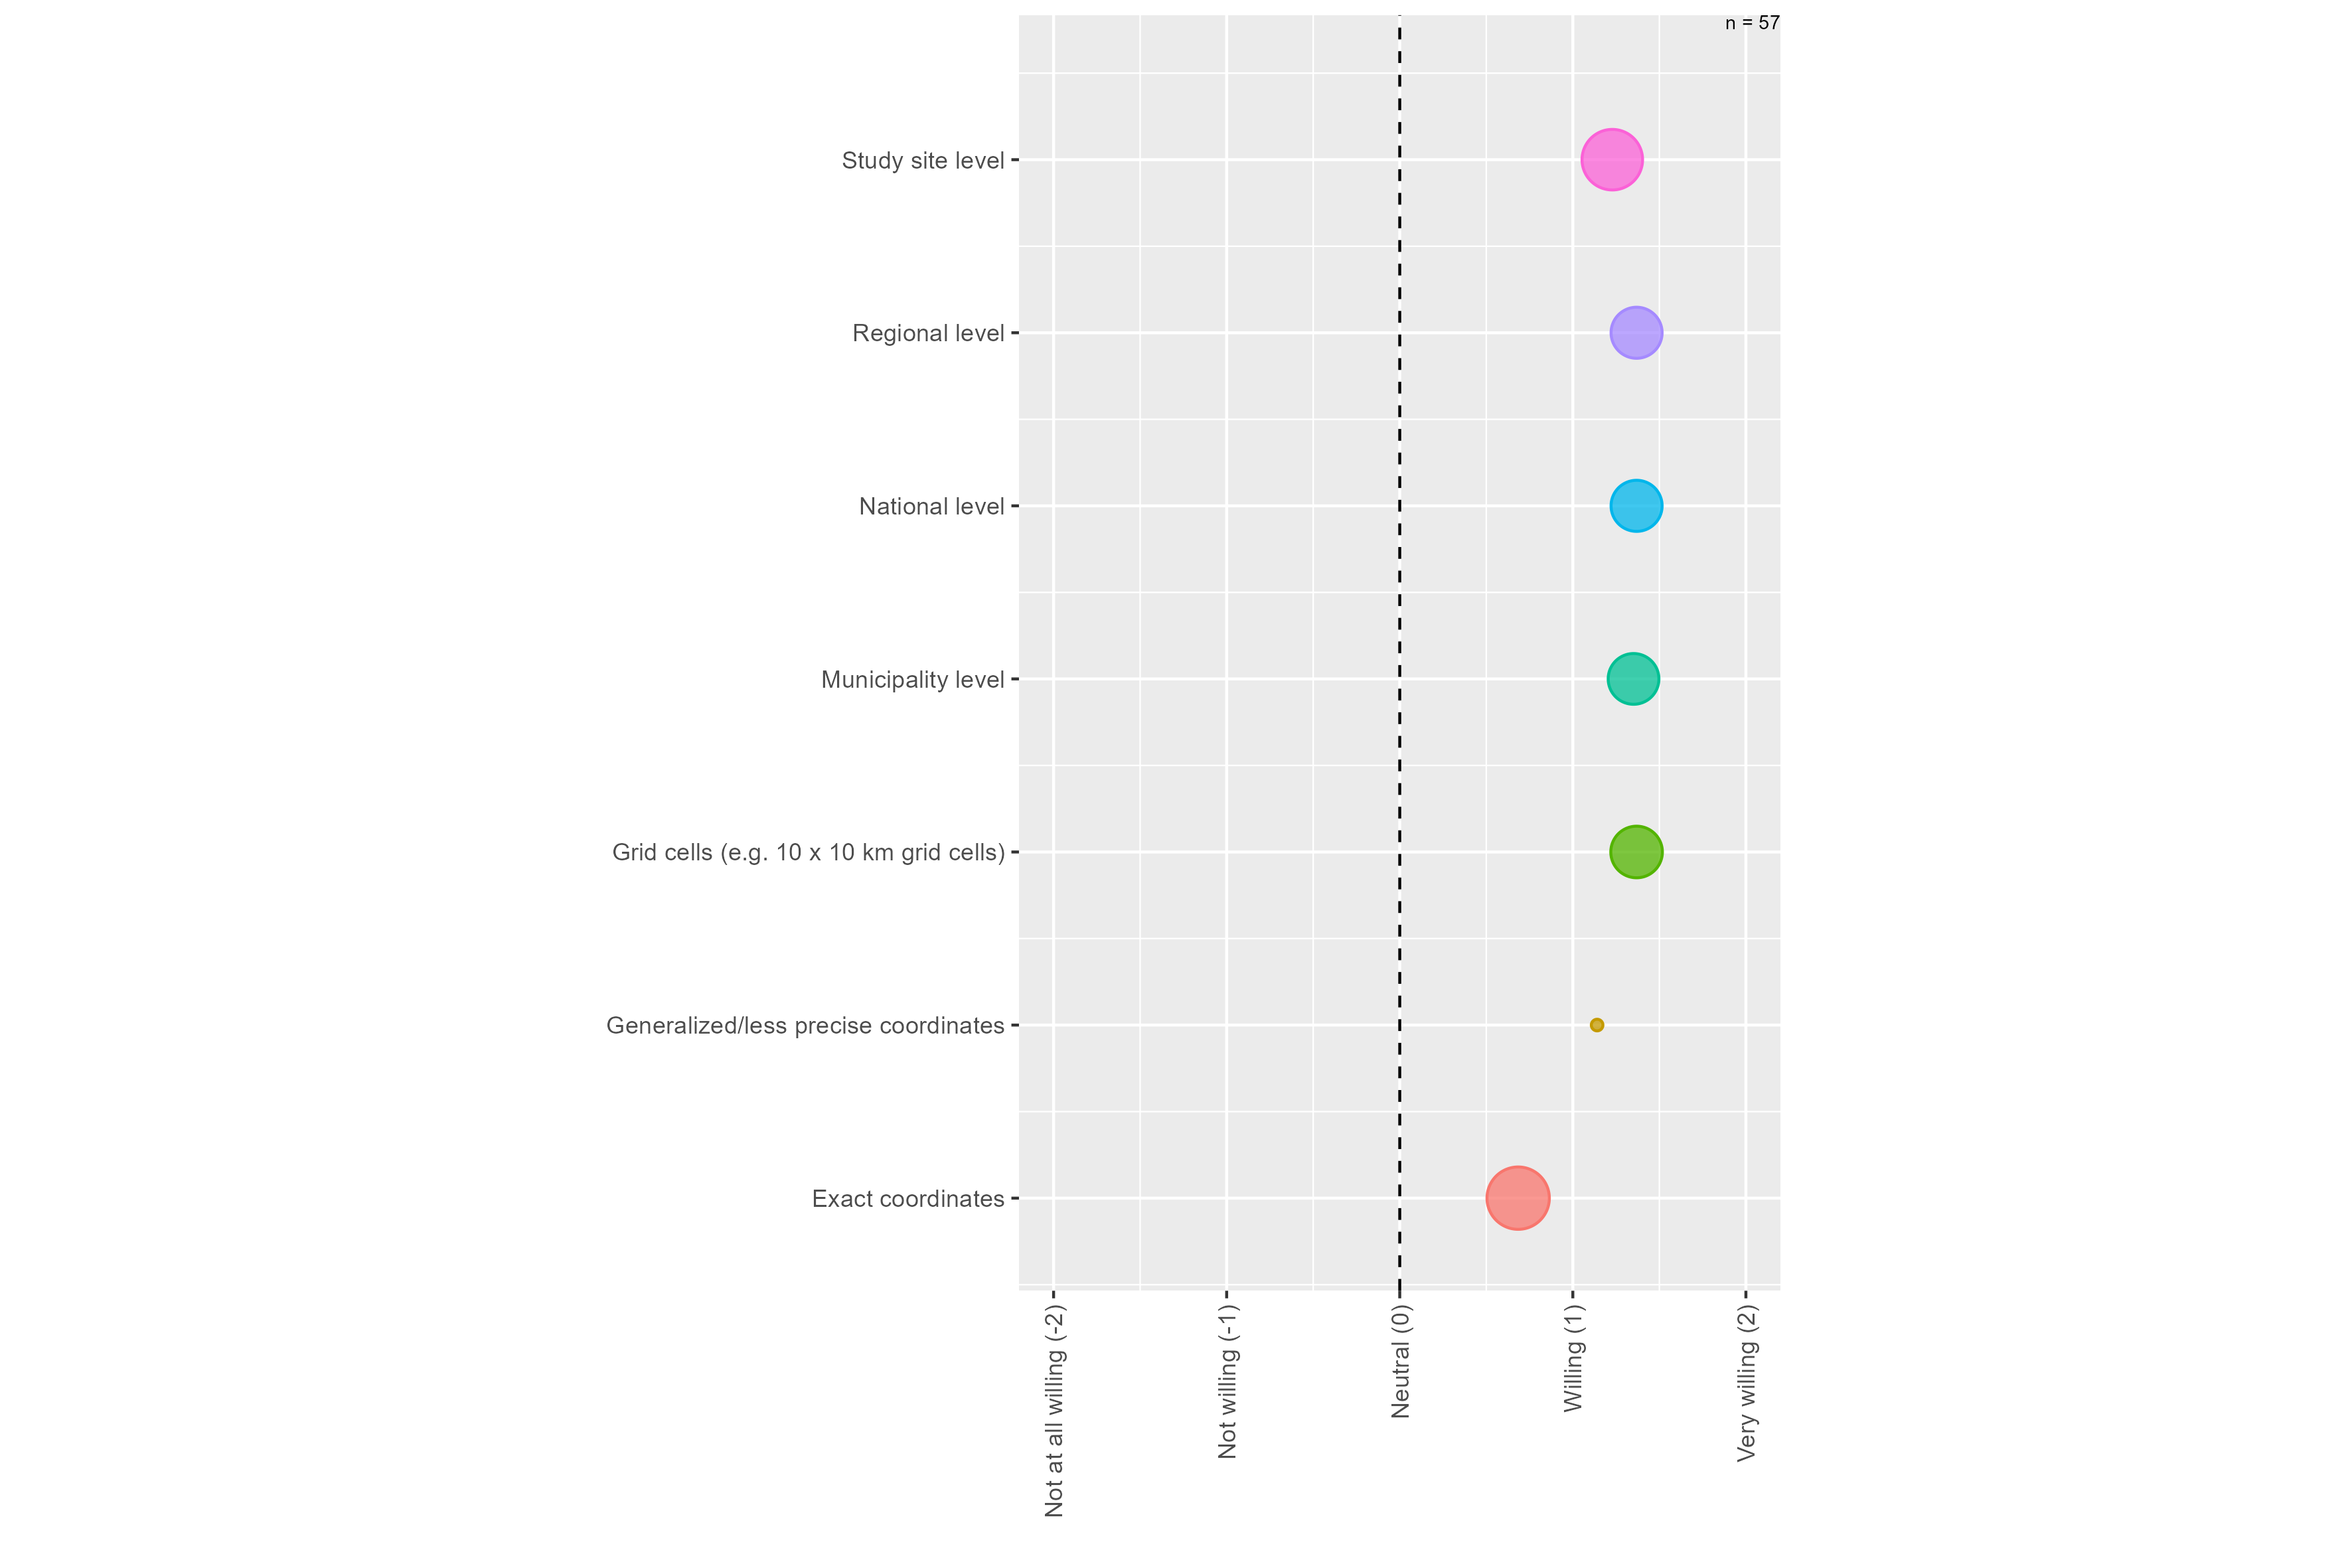 n = 57
Study site level
Regional level
National level
Municipality level
Grid cells (e.g. 10 x 10 km grid cells)
Generalized/less precise coordinates
Exact coordinates
Not at all willing (-2)
Not willing (-1)
Neutral (0)
Willing (1)
Very willing (2)